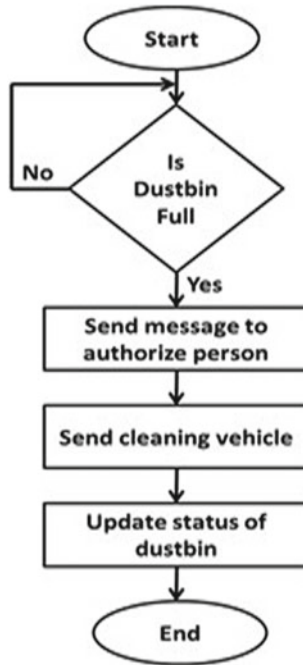 Start
No
Is
Dustbin
Full
Yes
Send message to
authorize person
Send cleaning vehicle
Update status of
dustbin
End